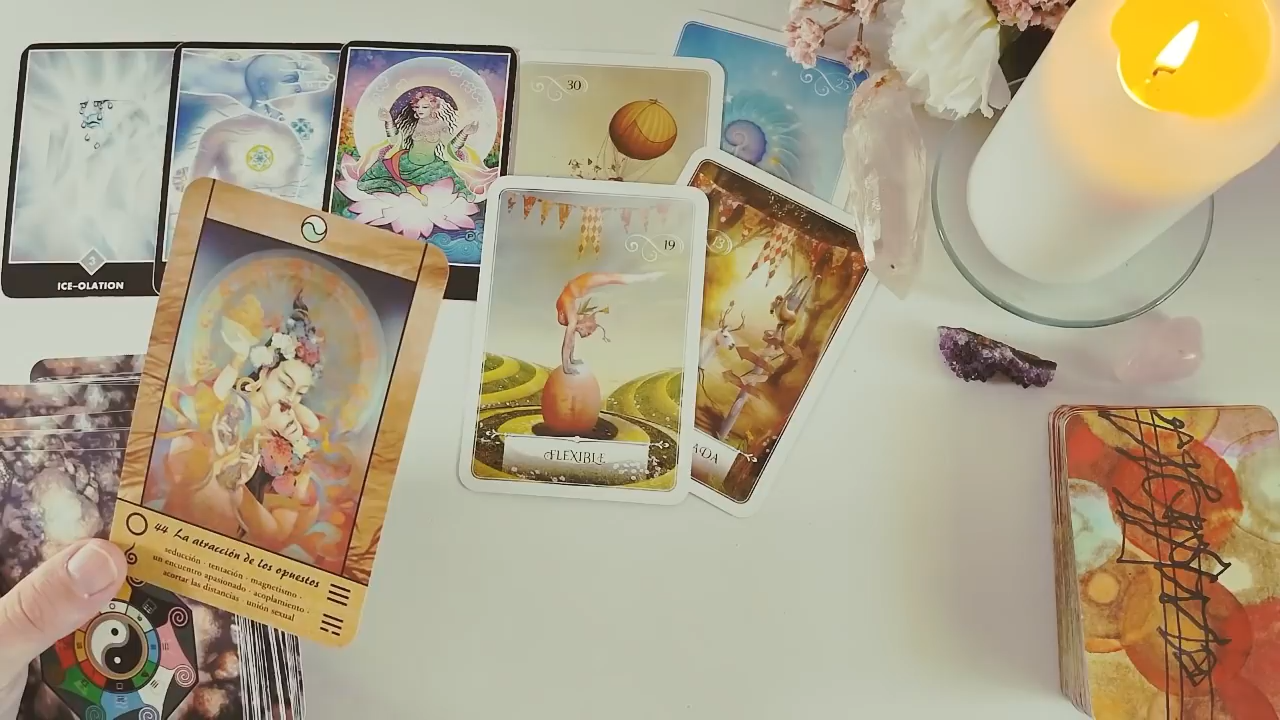 30
19
13
3
ICE-OLATION
FLEXIBLE
ADA
44 La atracción de los opuestos
seducción · tentación · magnetismo ·
un encuentro apasionado · acoplamiento ·
acortar las distancias · unión sexual